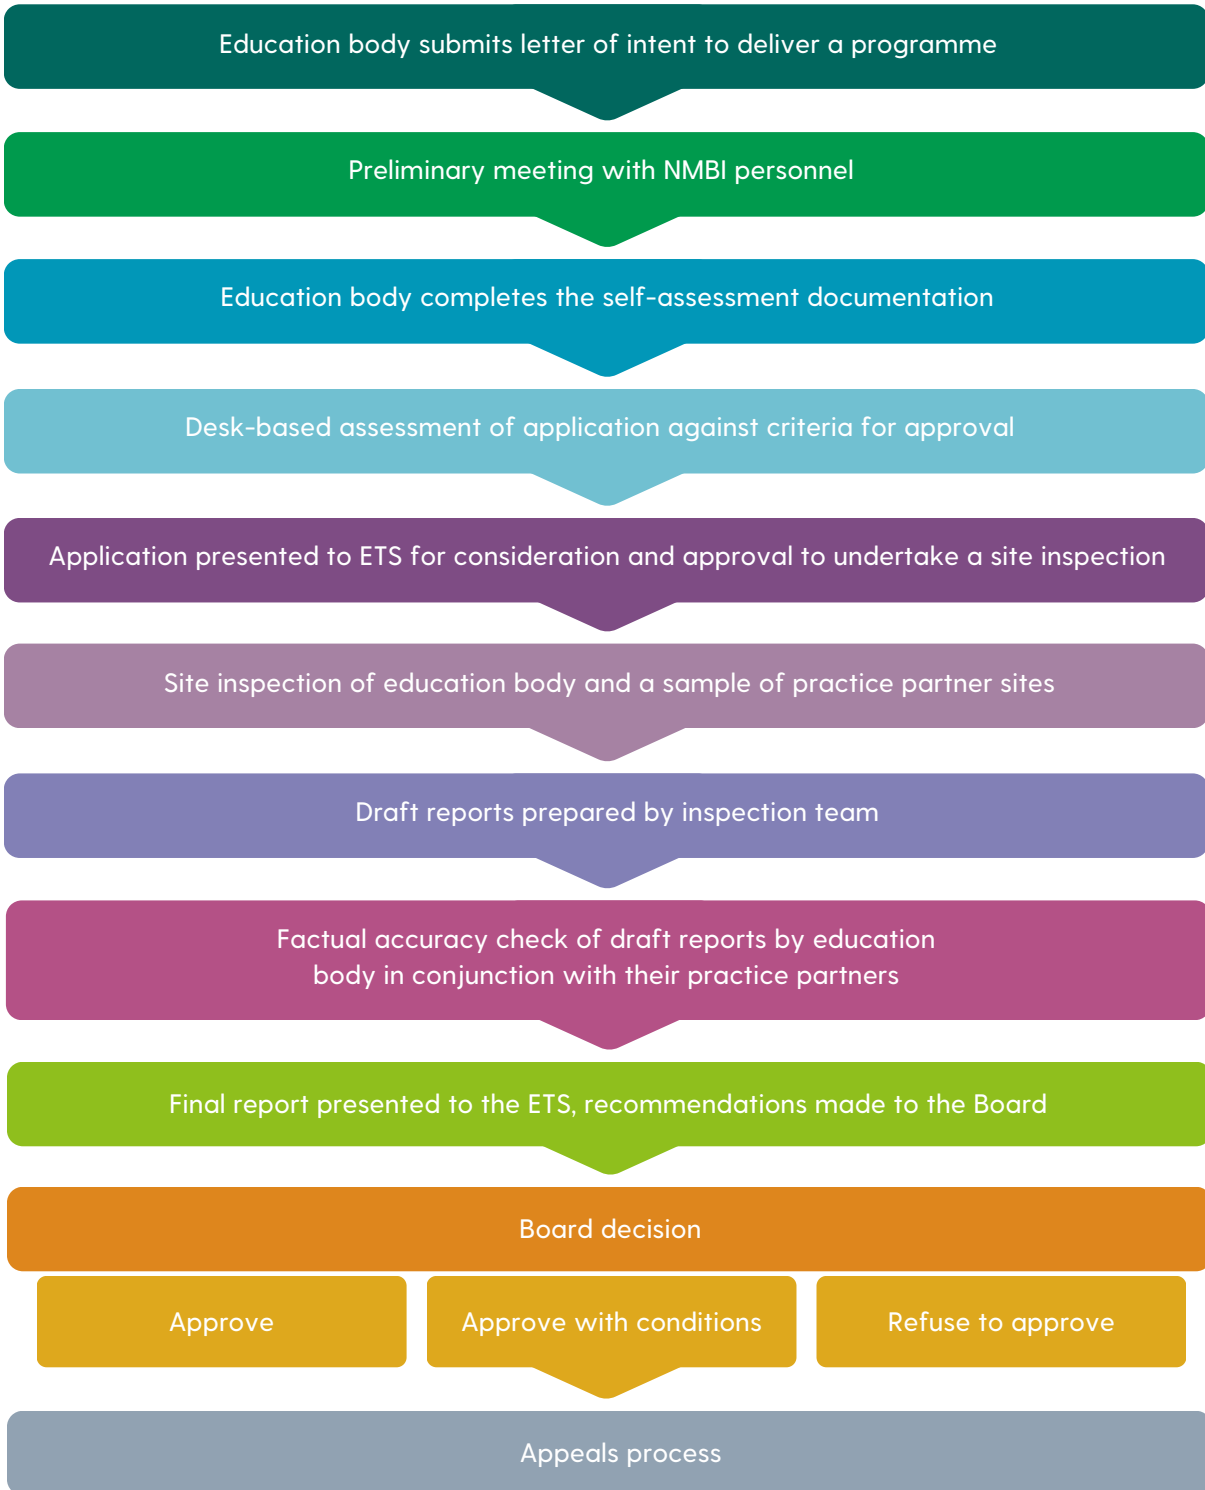 Education body submits letter of intent to deliver a programme
Preliminary meeting with NMBI personnel
Education body completes the self-assessment documentation
Desk-based assessment of application against criteria for approval
Application presented to ETS for consideration and approval to undertake a site inspection
Site inspection of education body and a sample of practice partner sites
Draft reports prepared by inspection team
Factual accuracy check of draft reports by education
body in conjunction with their practice partners
Final report presented to the ETS, recommendations made to the Board
Board decision
Approve
Approve with conditions
Refuse to approve
Appeals process